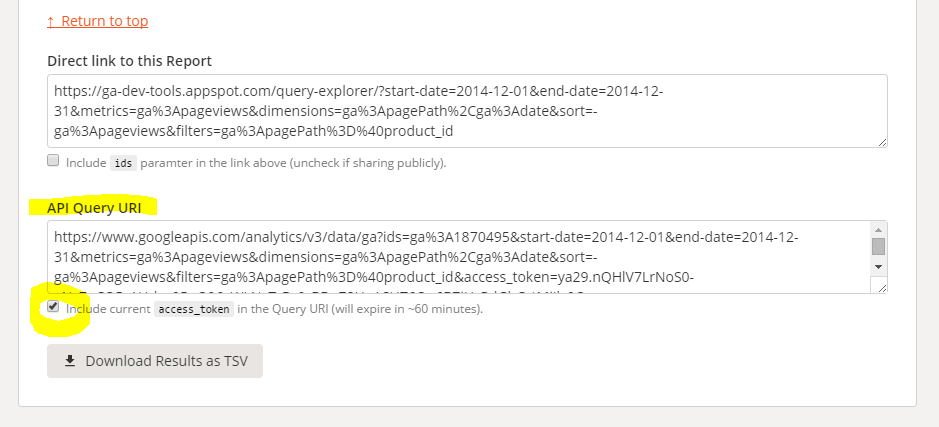 ↑ Return to top
Direct link to this Report
https://ga-dev-tools.appspot.com/query-explorer/?start-date=2014-12-01&end-date=2014-12-
31&metrics=ga%3Apageviews&dimensions=ga%3ApagePath%2Cga%3Adate&sort=-
ga%3Apageviews&filters=ga%3ApagePath%3D%40product_id
Include ids paramter in the link above (uncheck if sharing publicly).
API Query URI
https://www.googleapis.com/analytics/v3/data/ga?ids=ga%3A1870495&start-date=2014-12-01&end-date=2014-12-
31&metrics=ga%3Apageviews&dimensions=ga%3ApagePath%2Cga%3Adate&sort=-
ga%3Apageviews&filters=ga%3ApagePath%3D%40product_id&access_token=ya29.nQHlV7LrNoS0-
Include current access_token in the Query URI (will expire in ~60 minutes).
Download Results as TSV